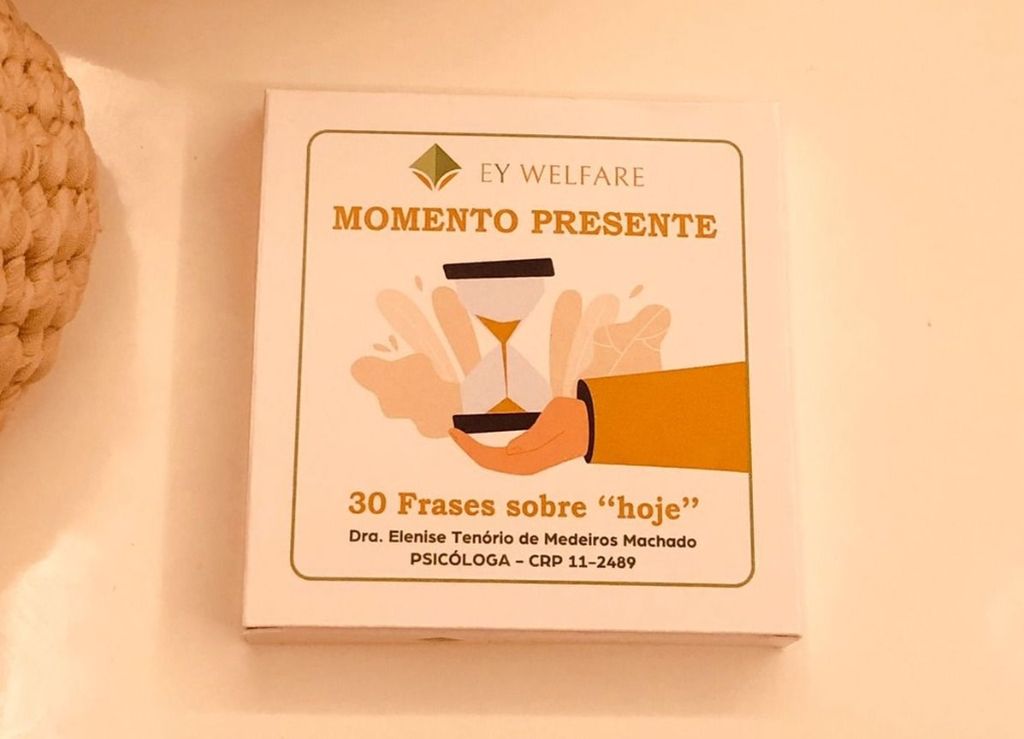 EY WELFARE
MOMENTO PRESENTE
30 Frases sobre “hoje”
Dra. Elenise Tenório de Medeiros Machado
PSICÓLOGA - CRP 11-2489